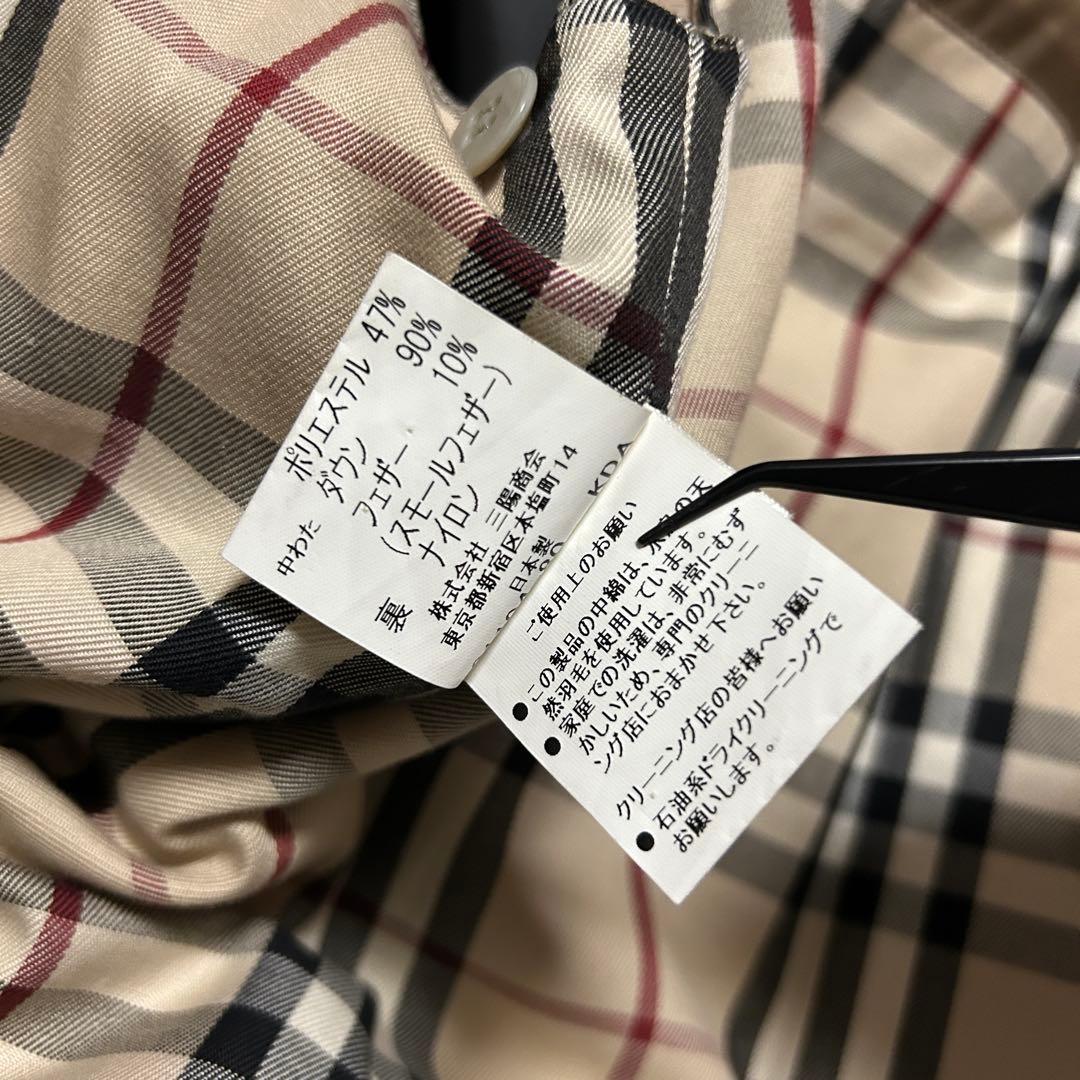 ポリエステル 47%
中わた ダウン 90%
フェザー 10%
(スモールフェザー)
裏 ナイロン
株式会社 三陽商会
東京都新宿区本塩町14
日本製
KDA
ご使用上のお願い
● この製品の中綿は、の天
然羽毛を使用しています。
● 家庭での洗濯は、非常にむず
かしいため、専門のクリーニ
ング店におまかせ下さい。
クリーニング店の皆様へお願い
● 石油系ドライクリーニングで
お願いします。